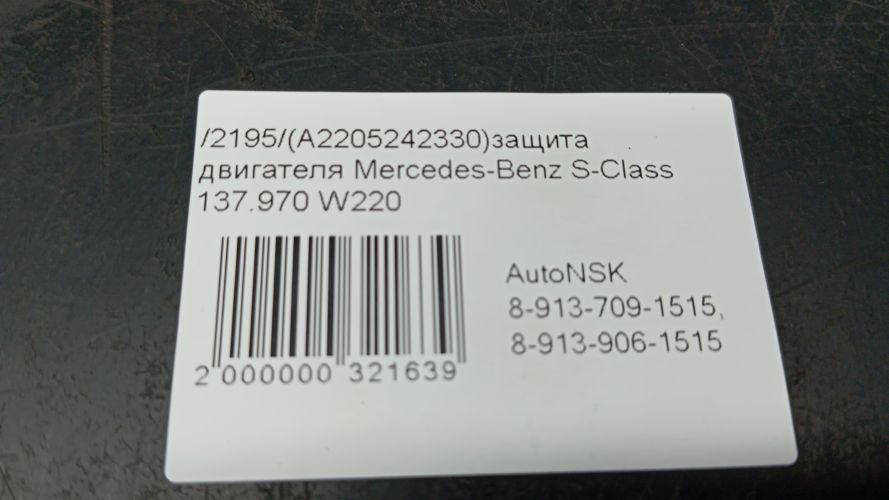 /2195/(A2205242330)защита
двигателя Mercedes-Benz S-Class
137.970 W220
AutoNSK
8-913-709-1515,
8-913-906-1515
2 000000 321639